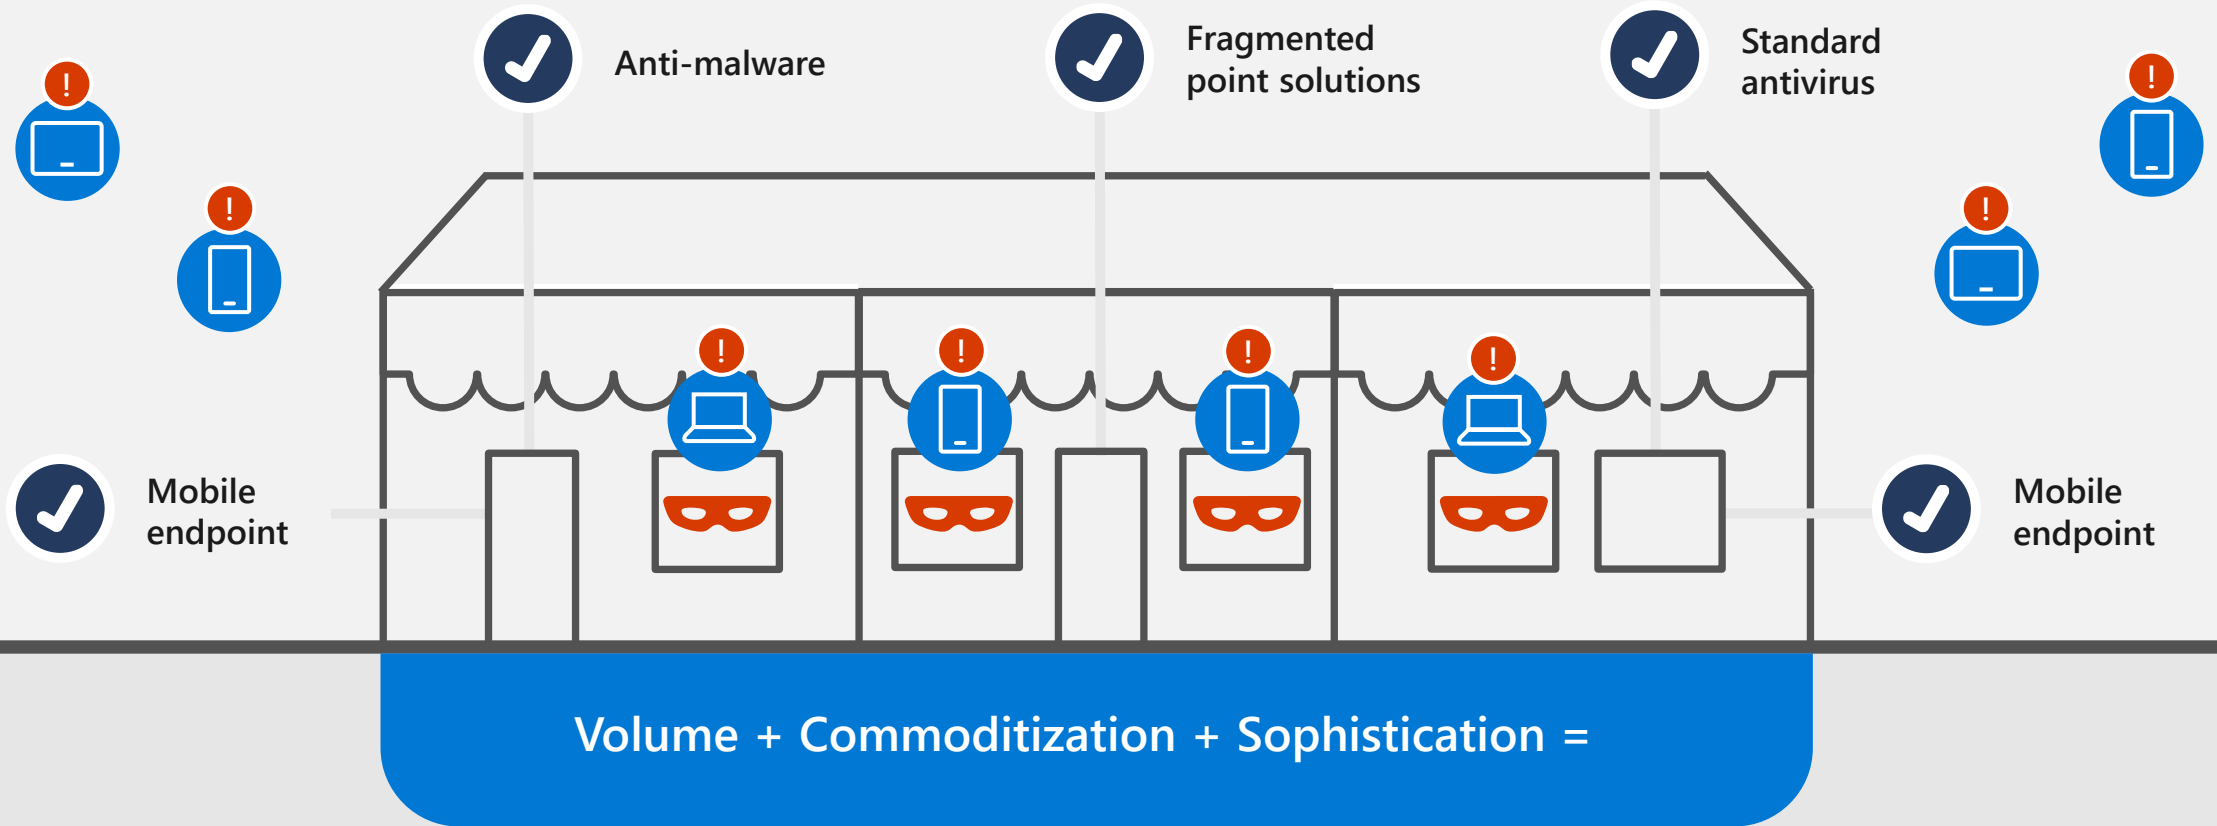 Anti-malware
Fragmented
point solutions
Standard
antivirus
!
!
!
!
!
!
!
!
Mobile
endpoint
Mobile
endpoint
Volume + Commoditization + Sophistication =